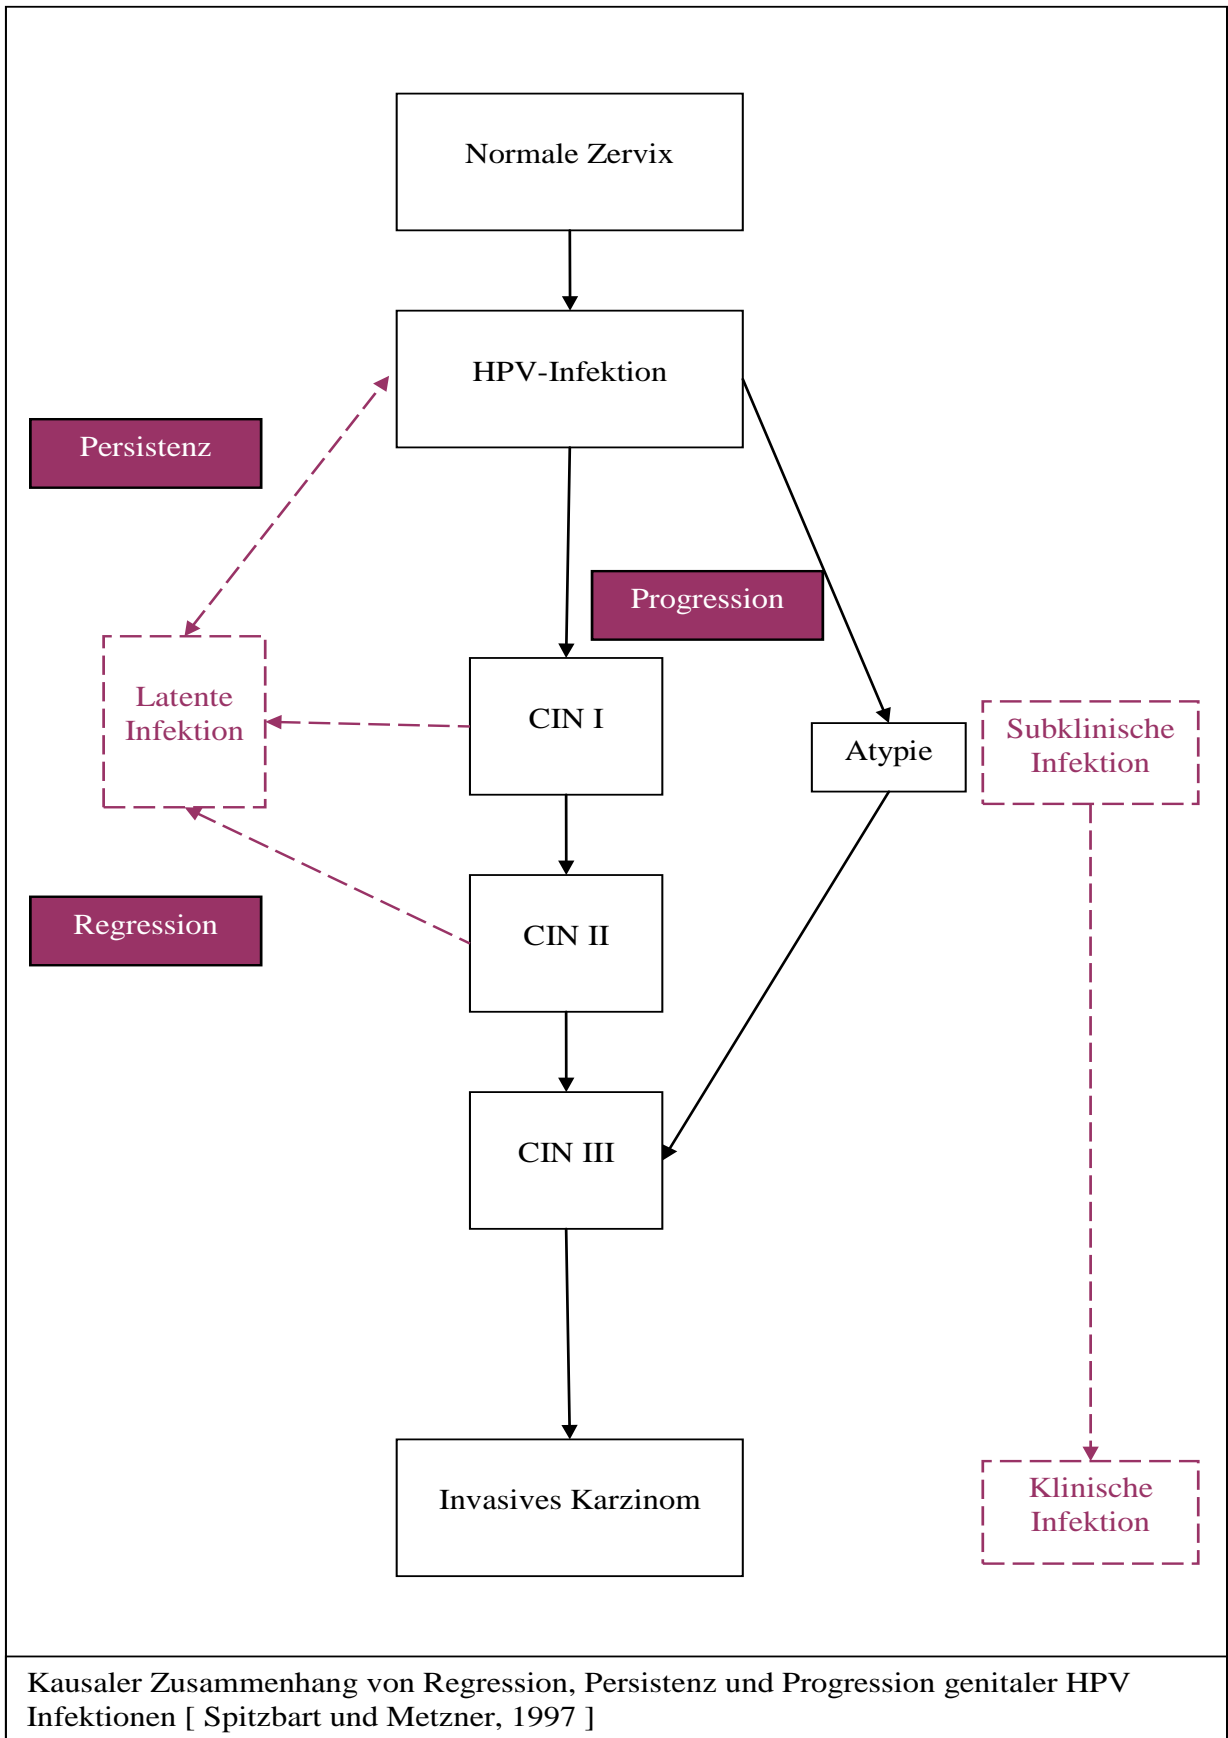 Normale Zervix
HPV-Infektion
Persistenz
Progression
Latente
Infektion
CIN I
Atypie
Subklinische
Infektion
Regression
CIN II
CIN III
Invasives Karzinom
Klinische
Infektion
Kausaler Zusammenhang von Regression, Persistenz und Progression genitaler HPV
Infektionen [ Spitzbart und Metzner, 1997 ]